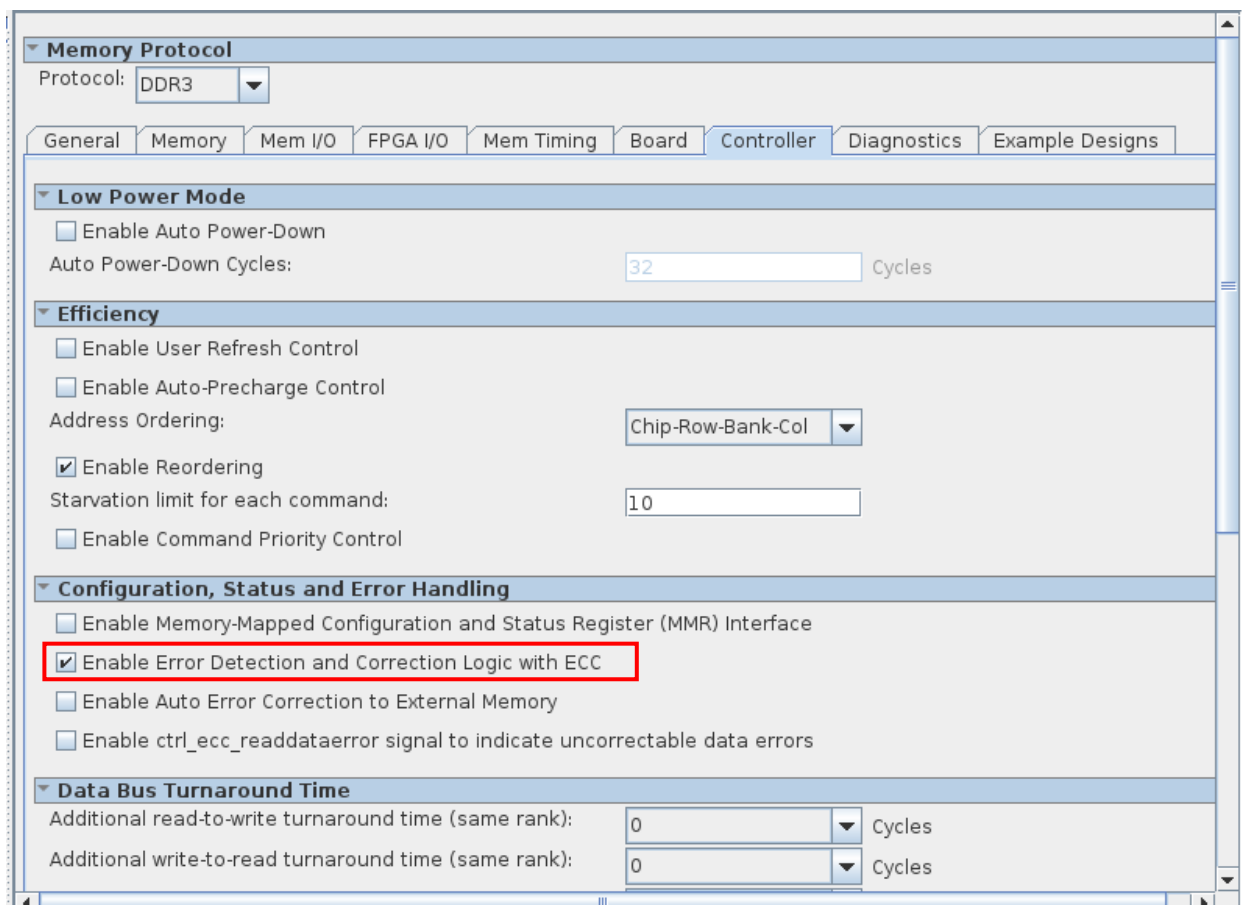 Memory Protocol
Protocol: DDR3
General Memory Mem I/O FPGA I/O Mem Timing Board Controller Diagnostics Example Designs
Low Power Mode
Enable Auto Power-Down
Auto Power-Down Cycles: 32 Cycles
Efficiency
Enable User Refresh Control
Enable Auto-Precharge Control
Address Ordering: Chip-Row-Bank-Col
Enable Reordering
Starvation limit for each command: 10
Enable Command Priority Control
Configuration, Status and Error Handling
Enable Memory-Mapped Configuration and Status Register (MMR) Interface
Enable Error Detection and Correction Logic with ECC
Enable Auto Error Correction to External Memory
Enable ctrl_ecc_readdataerror signal to indicate uncorrectable data errors
Data Bus Turnaround Time
Additional read-to-write turnaround time (same rank): 0 Cycles
Additional write-to-read turnaround time (same rank): 0 Cycles